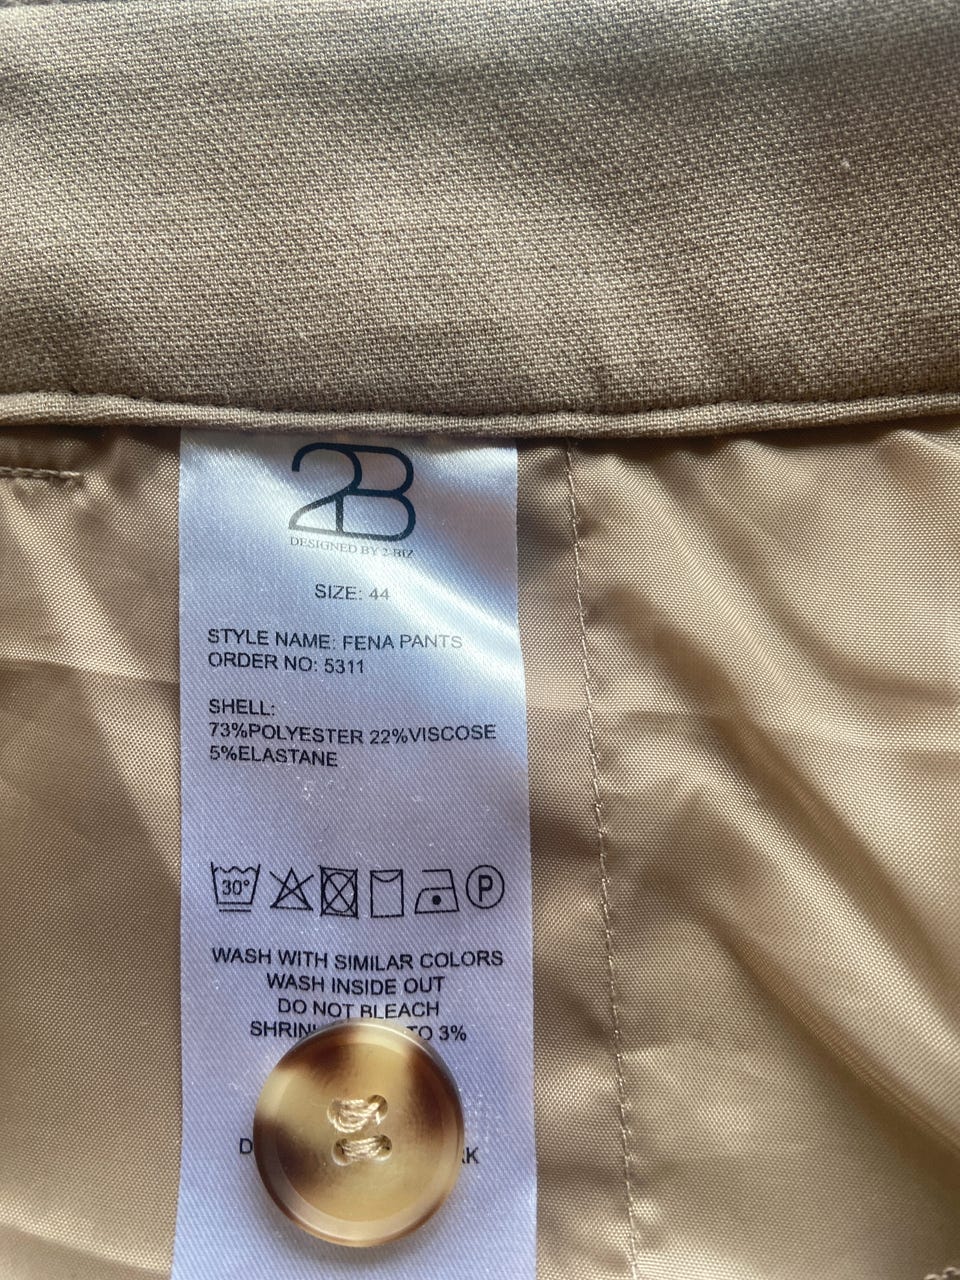 2B
DESIGNED BY 2-BIZ
SIZE: 44
STYLE NAME: FENA PANTS
ORDER NO: 5311
SHELL:
73%POLYESTER 22%VISCOSE
5%ELASTANE
30° P
WASH WITH SIMILAR COLORS
WASH INSIDE OUT
DO NOT BLEACH
TO 3%